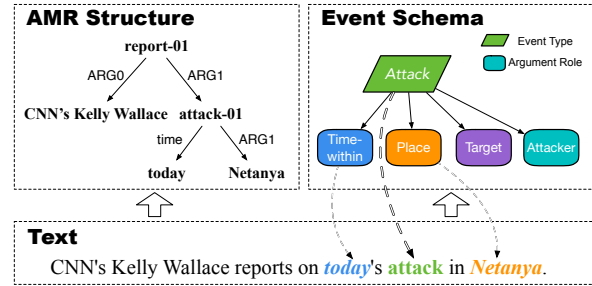 AMR Structure
report-01
ARG0
ARG1
CNN's Kelly Wallace
attack-01
time
ARG1
today
Netanya
Event Schema
Event Type
Argument Role
Attack
Time-
within
Place
Target
Attacker
Text
CNN's Kelly Wallace reports on today's attack in Netanya.